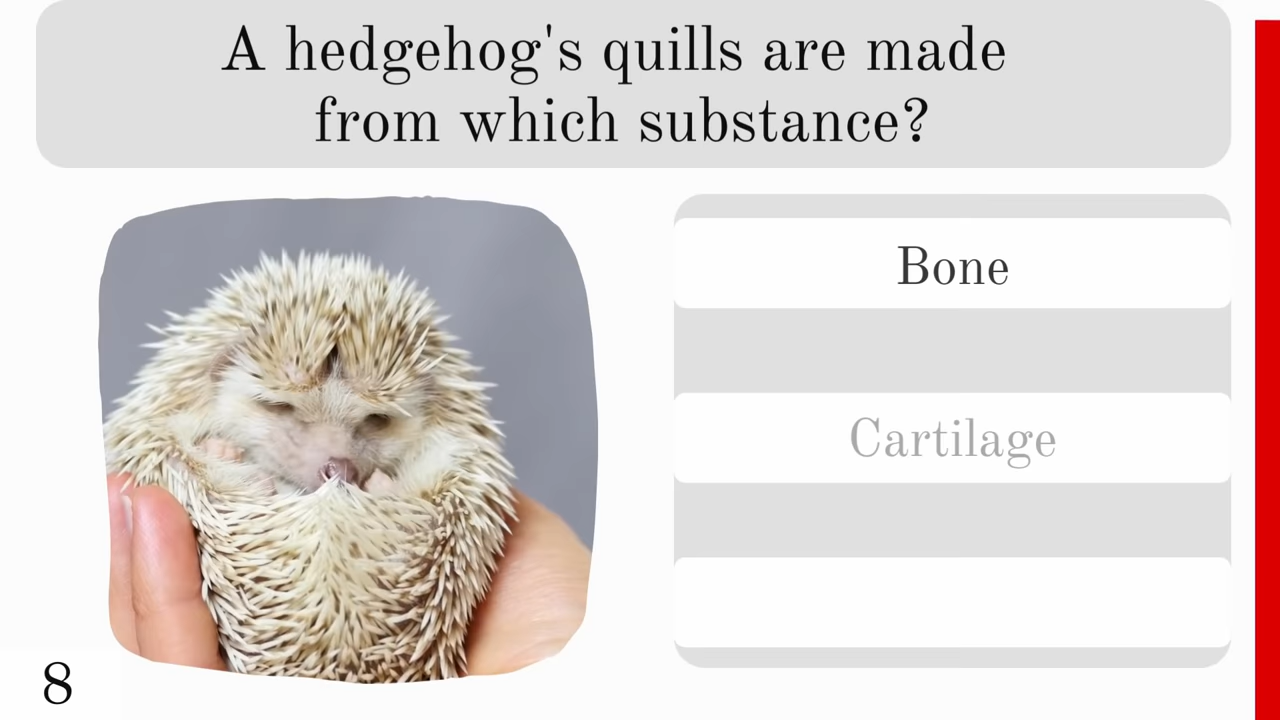 A hedgehog's quills are made
from which substance?
Bone
Cartilage
8